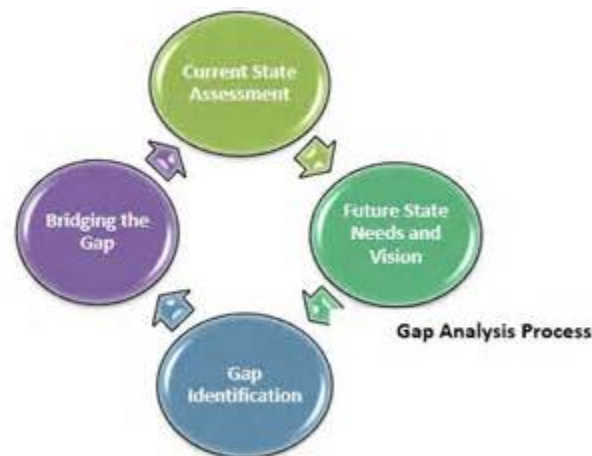 Current State
Assessment
Future State
Needs and
Vision
Gap
Identification
Bridging the
Gap
Gap Analysis Process